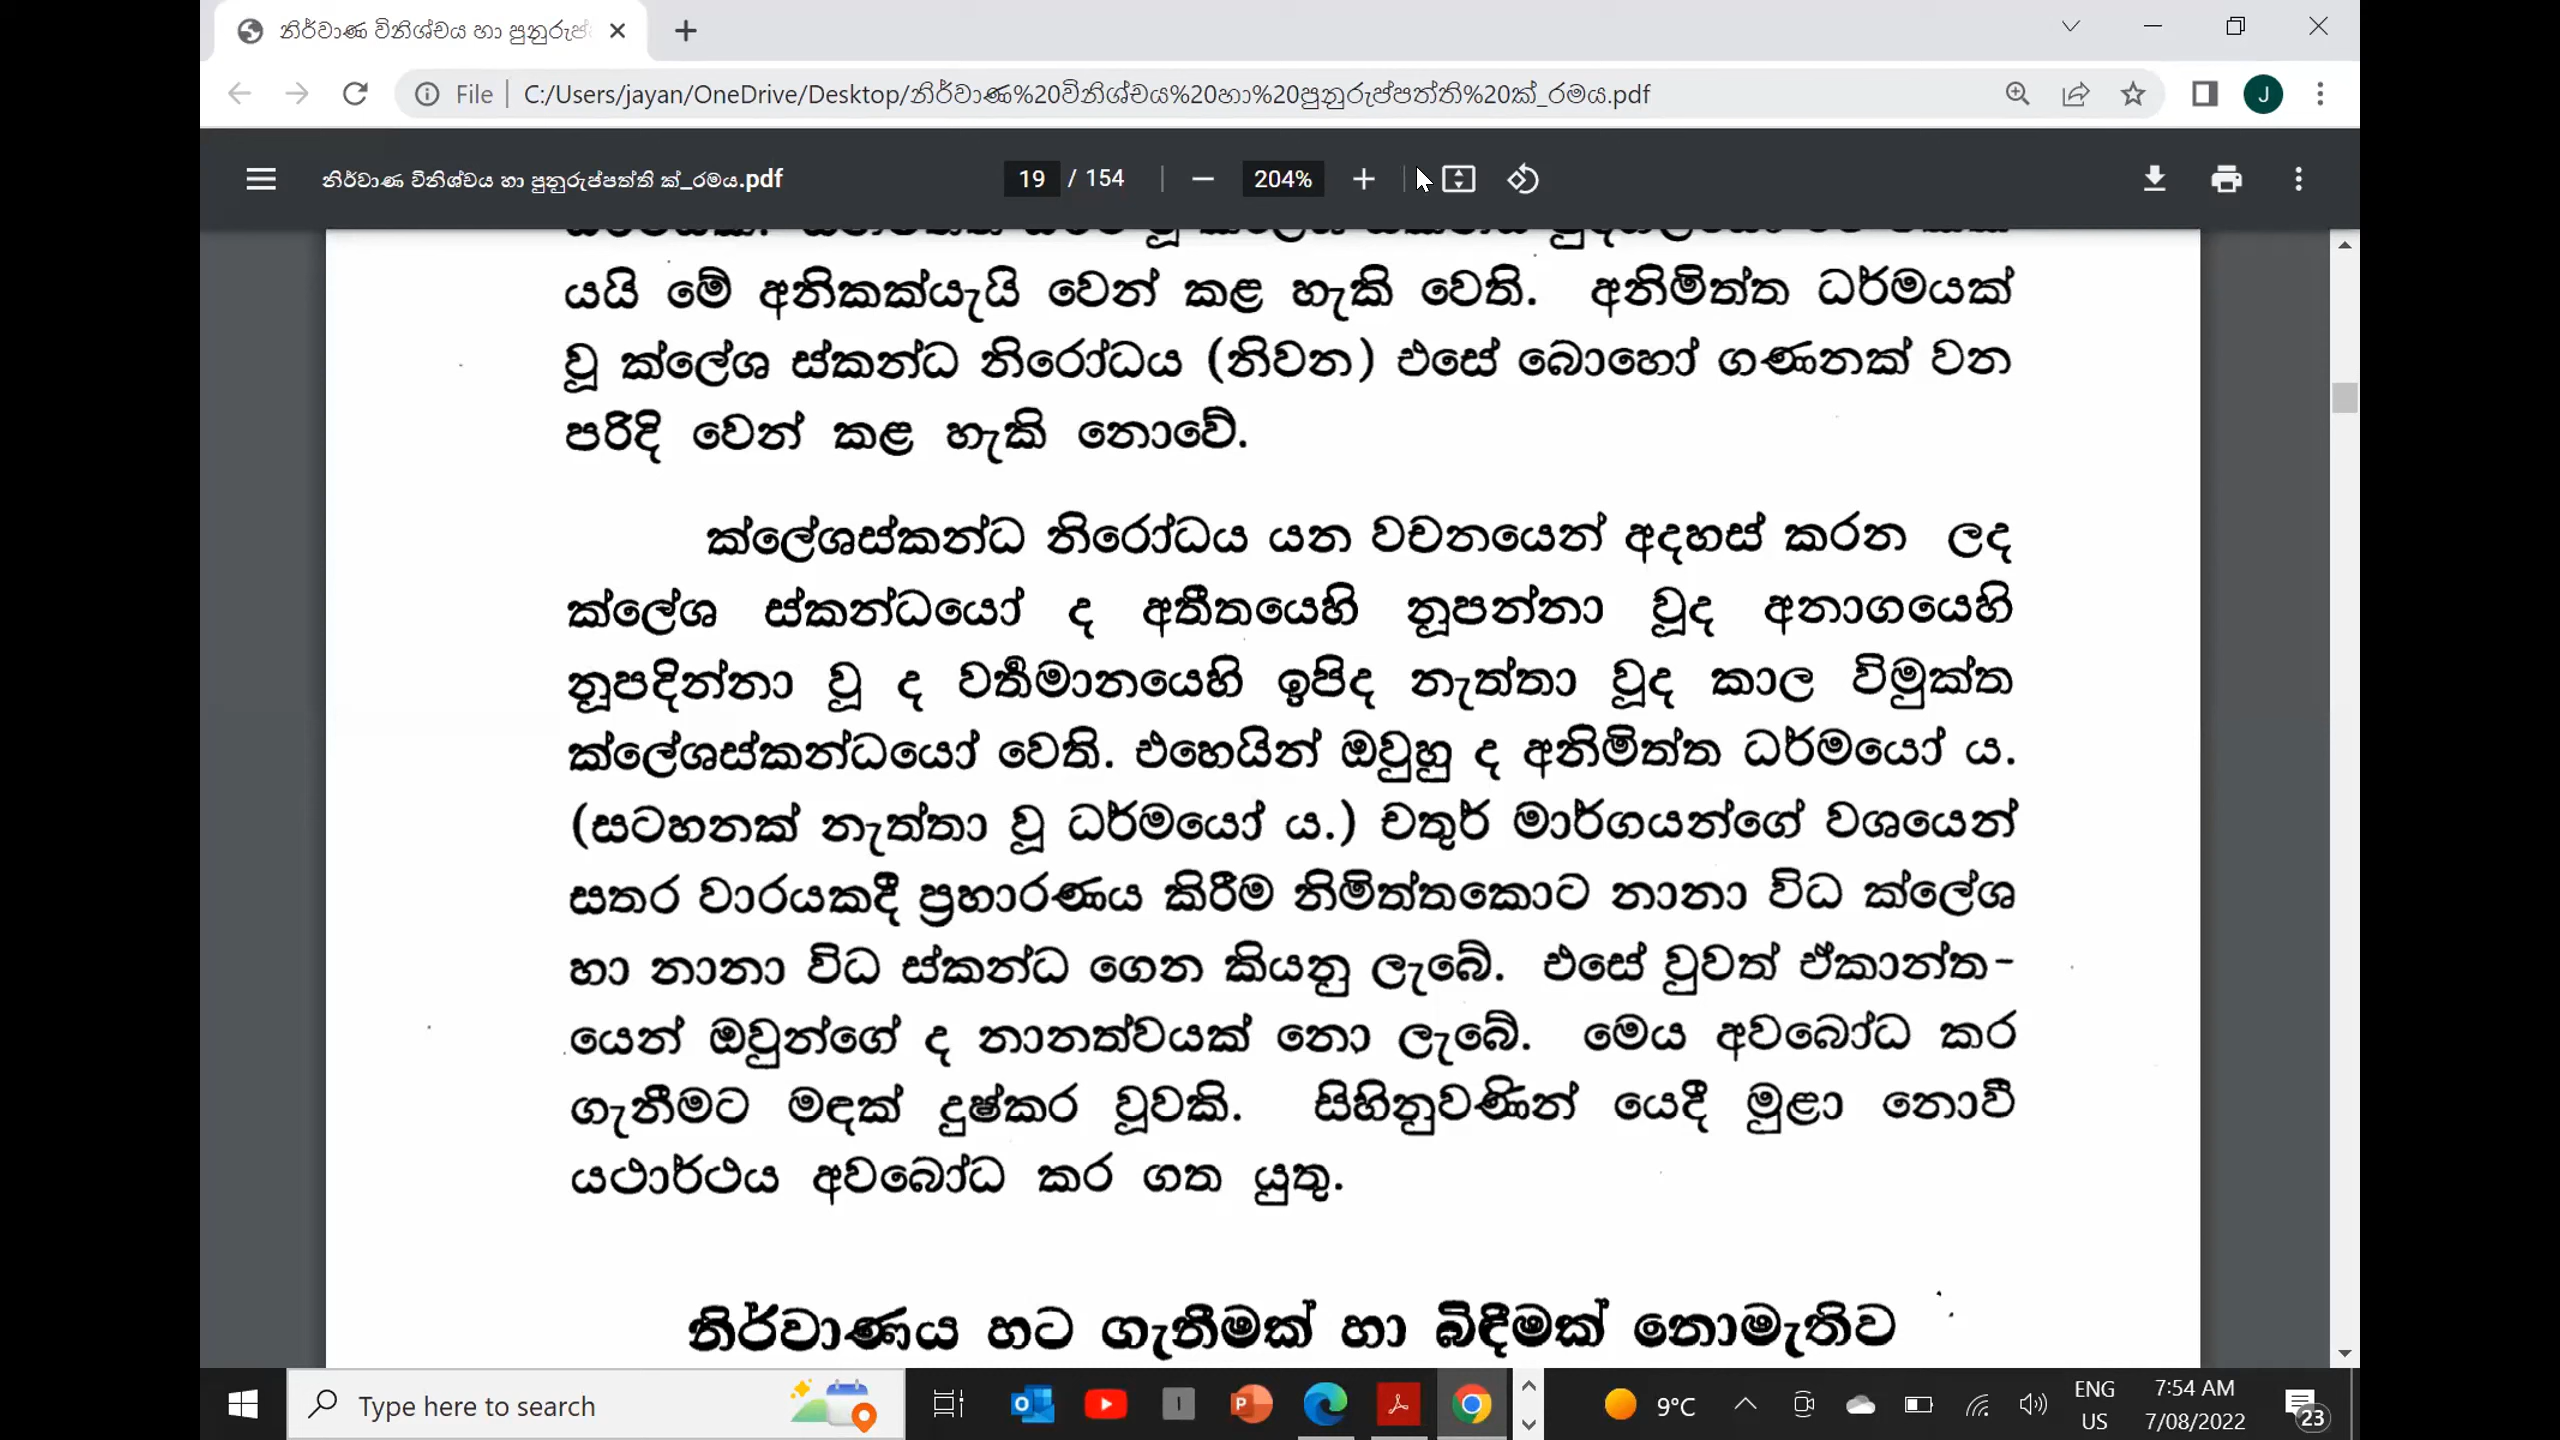 නිර්වාණ විනිශ්චය හා පුනුරුප්
File
C:/Users/jayan/OneDrive/Desktop/නිර්වාණ%20විනිශ්චය%20හා%20පුනුරුප්පත්ති%20ක්_රමය.pdf
J
නිර්වාණ විනිශ්චය හා පුනුරුප්පත්ති ක්_රමය.pdf
19 / 154
204%
යයි මේ අනිකක්යැයි වෙන් කළ හැකි වෙති. අනිමිත්ත ධර්මයක්
වූ ක්ලේශ ස්කන්ධ නිරෝධය (නිවන) එසේ බොහෝ ගණනක් වන
පරිදි වෙන් කළ හැකි නොවේ.
ක්ලේශස්කන්ධ නිරෝධය යන වචනයෙන් අදහස් කරන ලද
ක්ලේශ ස්කන්ධයෝ ද අතීතයෙහි නූපන්නා වූද අනාගයෙහි
නූපදින්නා වූ ද වර්තමානයෙහි ඉපිද නැත්තා වූද කාල විමුක්ත
ක්ලේශස්කන්ධයෝ වෙති. එහෙයින් ඔවුහු ද අනිමිත්ත ධර්මයෝ ය.
(සටහනක් නැත්තා වූ ධර්මයෝ ය.) චතුර් මාර්ගයන්ගේ වශයෙන්
සතර වාරයකදී ප්‍රහාරණය කිරීම නිමිත්තකොට නානා විධ ක්ලේශ
හා නානා විධ ස්කන්ධ ගෙන කියනු ලැබේ. එසේ වුවත් ඒකාන්ත-
යෙන් ඔවුන්ගේ ද නානත්වයක් නො ලැබේ. මෙය අවබෝධ කර
ගැනීමට මඳක් දුෂ්කර වූවකි. සිහිනුවණින් යෙදී මුළා නොවී
යථාර්ථය අවබෝධ කර ගත යුතු.
නිර්වාණය හට ගැනීමක් හා බිඳීමක් නොමැතිව
Type here to search
9°C
ENG
US
7:54 AM
7/08/2022
23